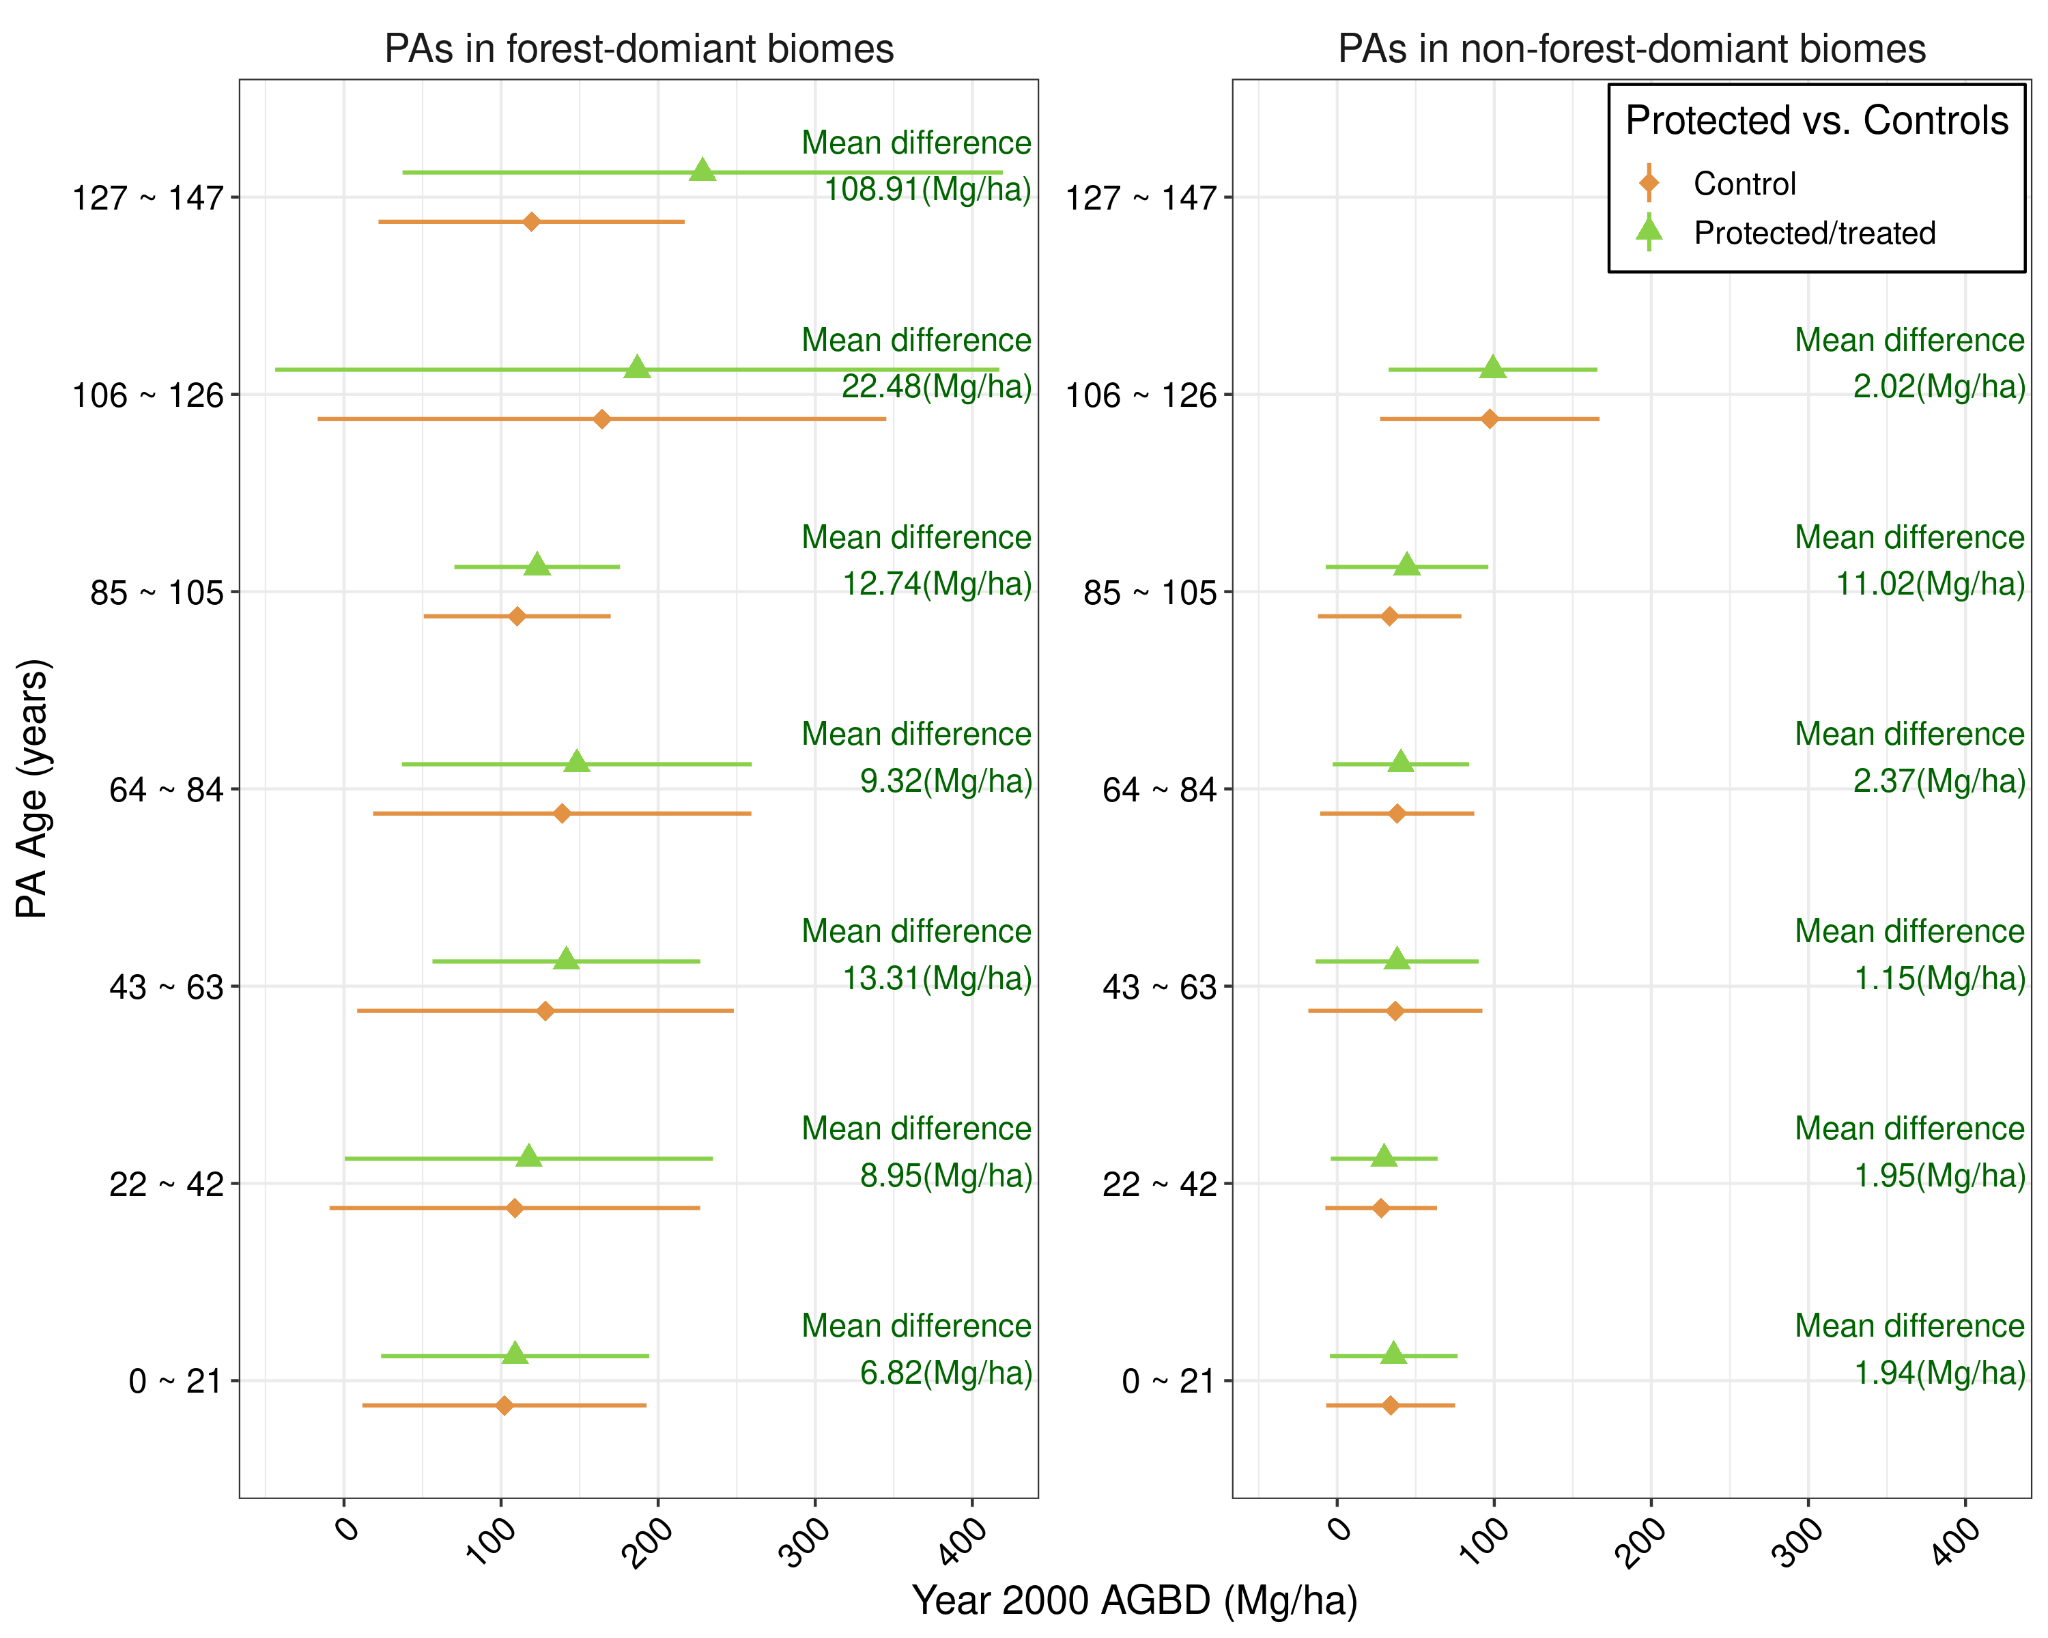 PAs in forest-domiant biomes
127 ~ 147
Mean difference
108.91(Mg/ha)
106 ~ 126
Mean difference
22.48(Mg/ha)
85 ~ 105
Mean difference
12.74(Mg/ha)
64 ~ 84
Mean difference
9.32(Mg/ha)
43 ~ 63
Mean difference
13.31(Mg/ha)
22 ~ 42
Mean difference
8.95(Mg/ha)
0 ~ 21
Mean difference
6.82(Mg/ha)
0
100
200
300
400
PA Age (years)
PAs in non-forest-domiant biomes
Protected vs. Controls
Control
Protected/treated
127 ~ 147
106 ~ 126
Mean difference
2.02(Mg/ha)
85 ~ 105
Mean difference
11.02(Mg/ha)
64 ~ 84
Mean difference
2.37(Mg/ha)
43 ~ 63
Mean difference
1.15(Mg/ha)
22 ~ 42
Mean difference
1.95(Mg/ha)
0 ~ 21
Mean difference
1.94(Mg/ha)
0
100
200
300
400
Year 2000 AGBD (Mg/ha)